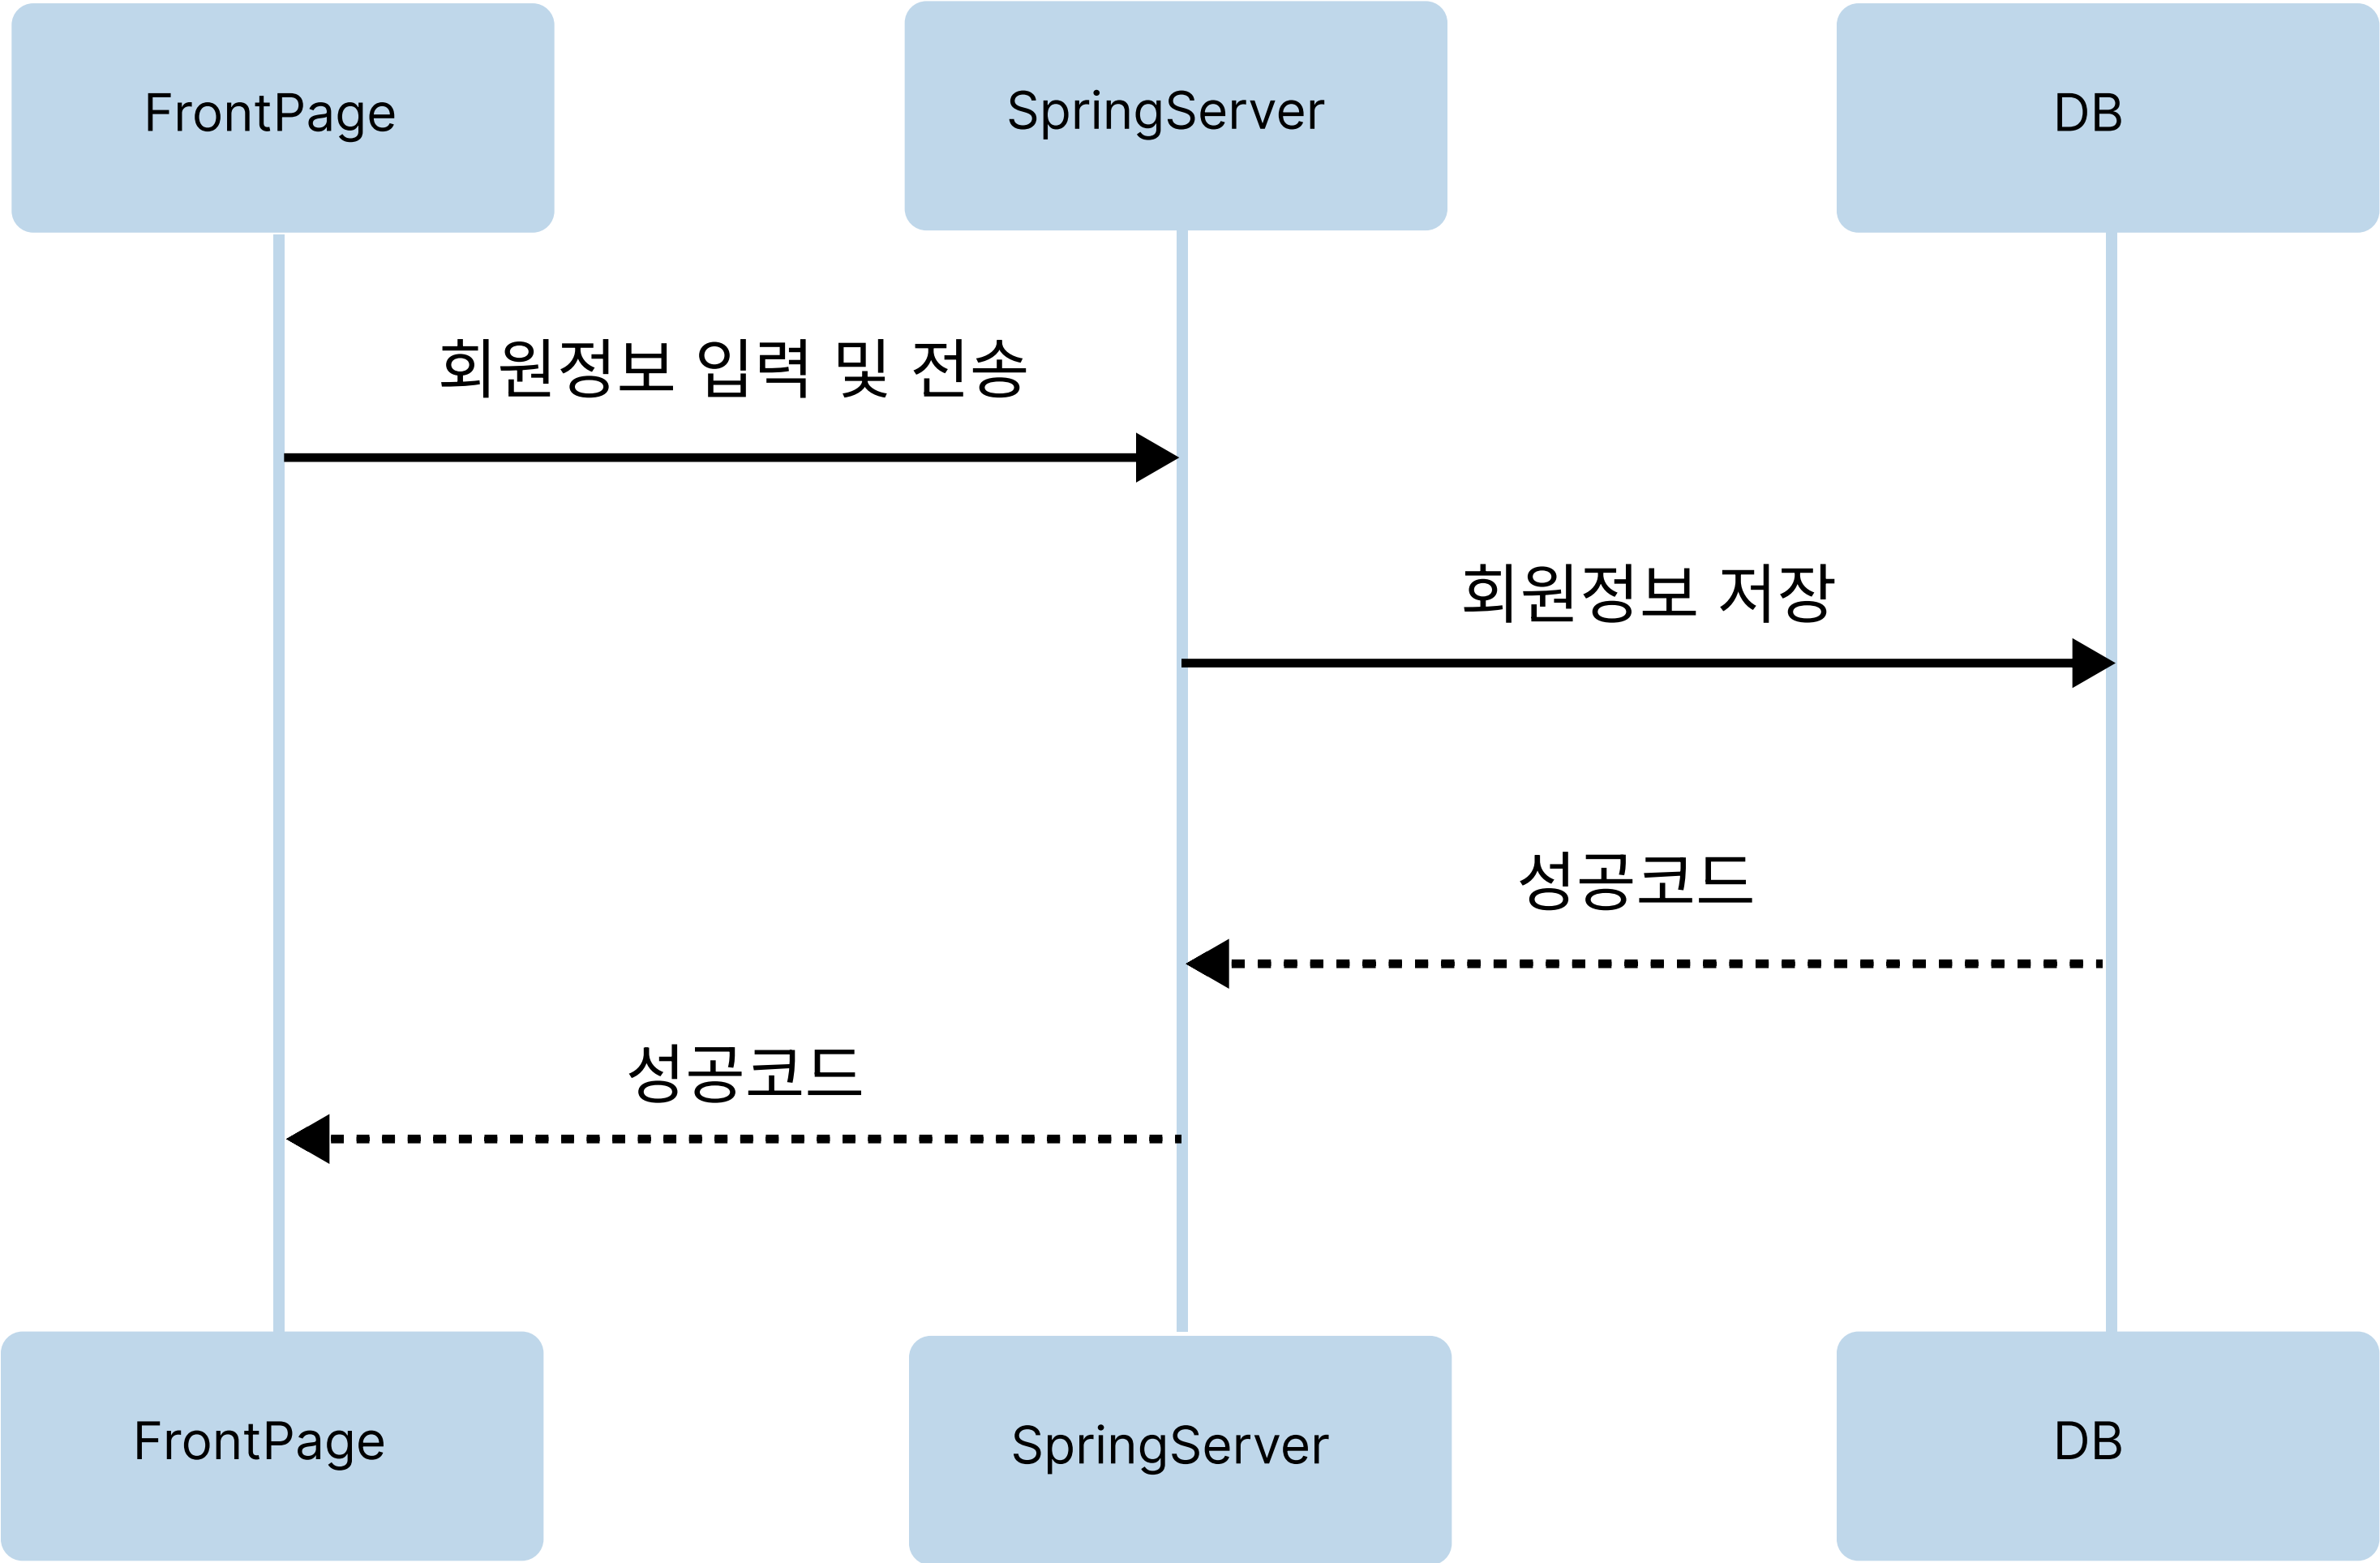 FrontPage
SpringServer
DB
회원정보 입력 및 전송
회원정보 저장
성공코드
성공코드
FrontPage
SpringServer
DB